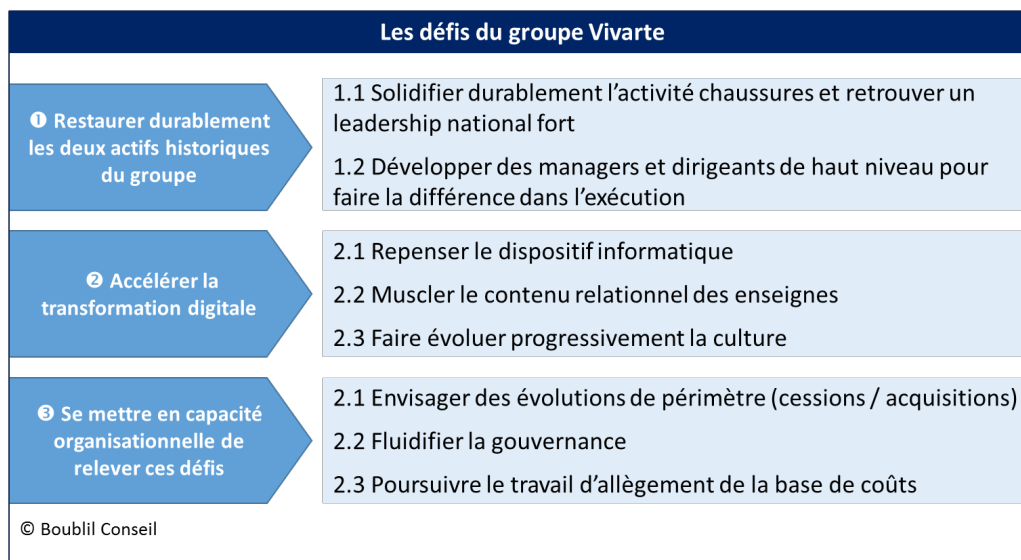 Les défis du groupe Vivarte
❶ Restaurer durablement
les deux actifs historiques
du groupe
1.1 Solidifier durablement l’activité chaussures et retrouver un
leadership national fort
1.2 Développer des managers et dirigeants de haut niveau pour
faire la différence dans l’exécution
❷ Accélérer la
transformation digitale
2.1 Repenser le dispositif informatique
2.2 Muscler le contenu relationnel des enseignes
2.3 Faire évoluer progressivement la culture
❸ Se mettre en capacité
organisationnelle de
relever ces défis
2.1 Envisager des évolutions de périmètre (cessions / acquisitions)
2.2 Fluidifier la gouvernance
2.3 Poursuivre le travail d’allègement de la base de coûts
© Boublil Conseil